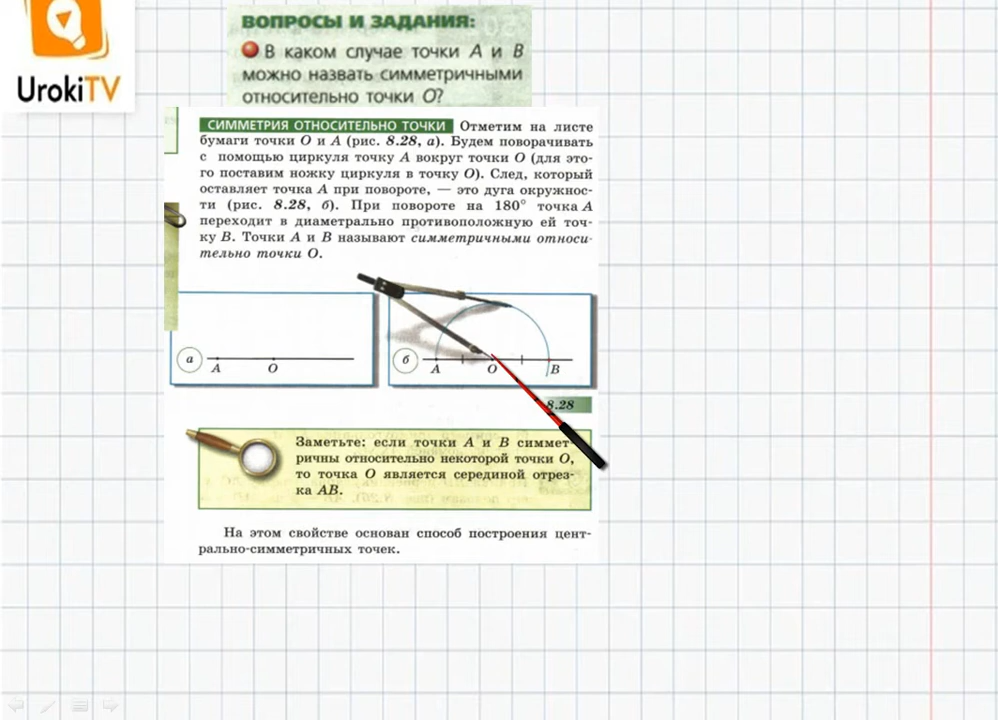 UrokiTV
ВОПРОСЫ И ЗАДАНИЯ:
В каком случае точки A и B
можно назвать симметричными
относительно точки O?
СИММЕТРИЯ ОТНОСИТЕЛЬНО ТОЧКИ Отметим на листе
бумаги точки O и A (рис. 8.28, а). Будем поворачивать
с помощью циркуля точку A вокруг точки O (для это-
го поставим ножку циркуля в точку O). След, который
оставляет точка A при повороте, — это дуга окружнос-
ти (рис. 8.28, б). При повороте на 180° точка A
переходит в диаметрально противоположную ей точ-
ку B. Точки A и B называют симметричными относи-
тельно точки O.
а A O
б A O B
8.28
Заметьте: если точки A и B симмет-
ричны относительно некоторой точки O,
то точка O является серединой отрез-
ка AB.
На этом свойстве основан способ построения цент-
рально-симметричных точек.